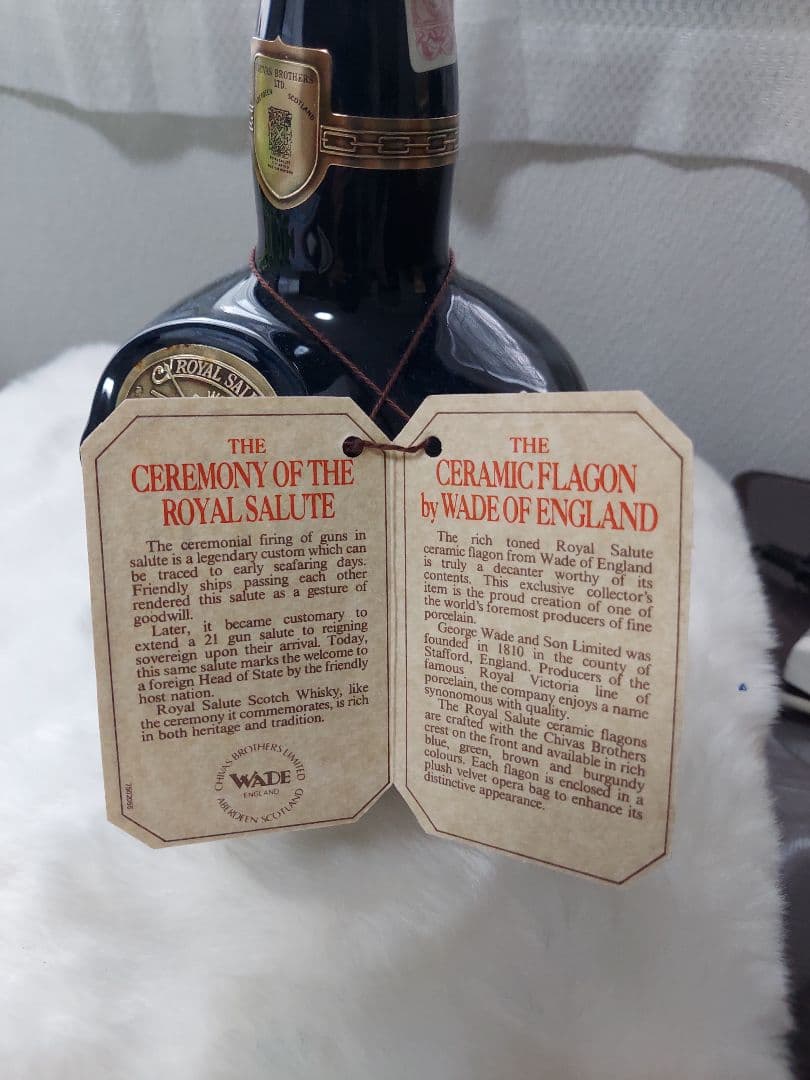 CHIVAS BROTHERS
LTD.
SCOTLAND
ROYAL SAL
THE
CEREMONY OF THE
ROYAL SALUTE
The ceremonial firing of guns in
salute is a legendary custom which can
be traced to early seafaring days.
Friendly ships passing each other
rendered this salute as a gesture of
goodwill.
Later, it became customary to
extend a 21 gun salute to reigning
sovereign upon their arrival. Today,
this same salute marks the welcome to
a foreign Head of State by the friendly
host nation.
Royal Salute Scotch Whisky, like
the ceremony it commemorates, is rich
in both heritage and tradition.
CHIVAS BROTHERS LIMITED
WADE
ENGLAND
ABERDEEN SCOTLAND
THE
CERAMIC FLAGON
by WADE OF ENGLAND
The rich toned Royal Salute
ceramic flagon from Wade of England
is truly a decanter worthy of its
contents. This exclusive collector's
item is the proud creation of one of
the world's foremost producers of fine
porcelain.
George Wade and Son Limited was
founded in 1810 in the county of
Stafford, England. Producers of the
famous Royal Victoria line of
porcelain, the company enjoys a name
synonomous with quality.
The Royal Salute ceramic flagons
are crafted with the Chivas Brothers
crest on the front and available in rich
blue, green, brown and burgundy
colours. Each flagon is enclosed in a
plush velvet opera bag to enhance its
distinctive appearance.